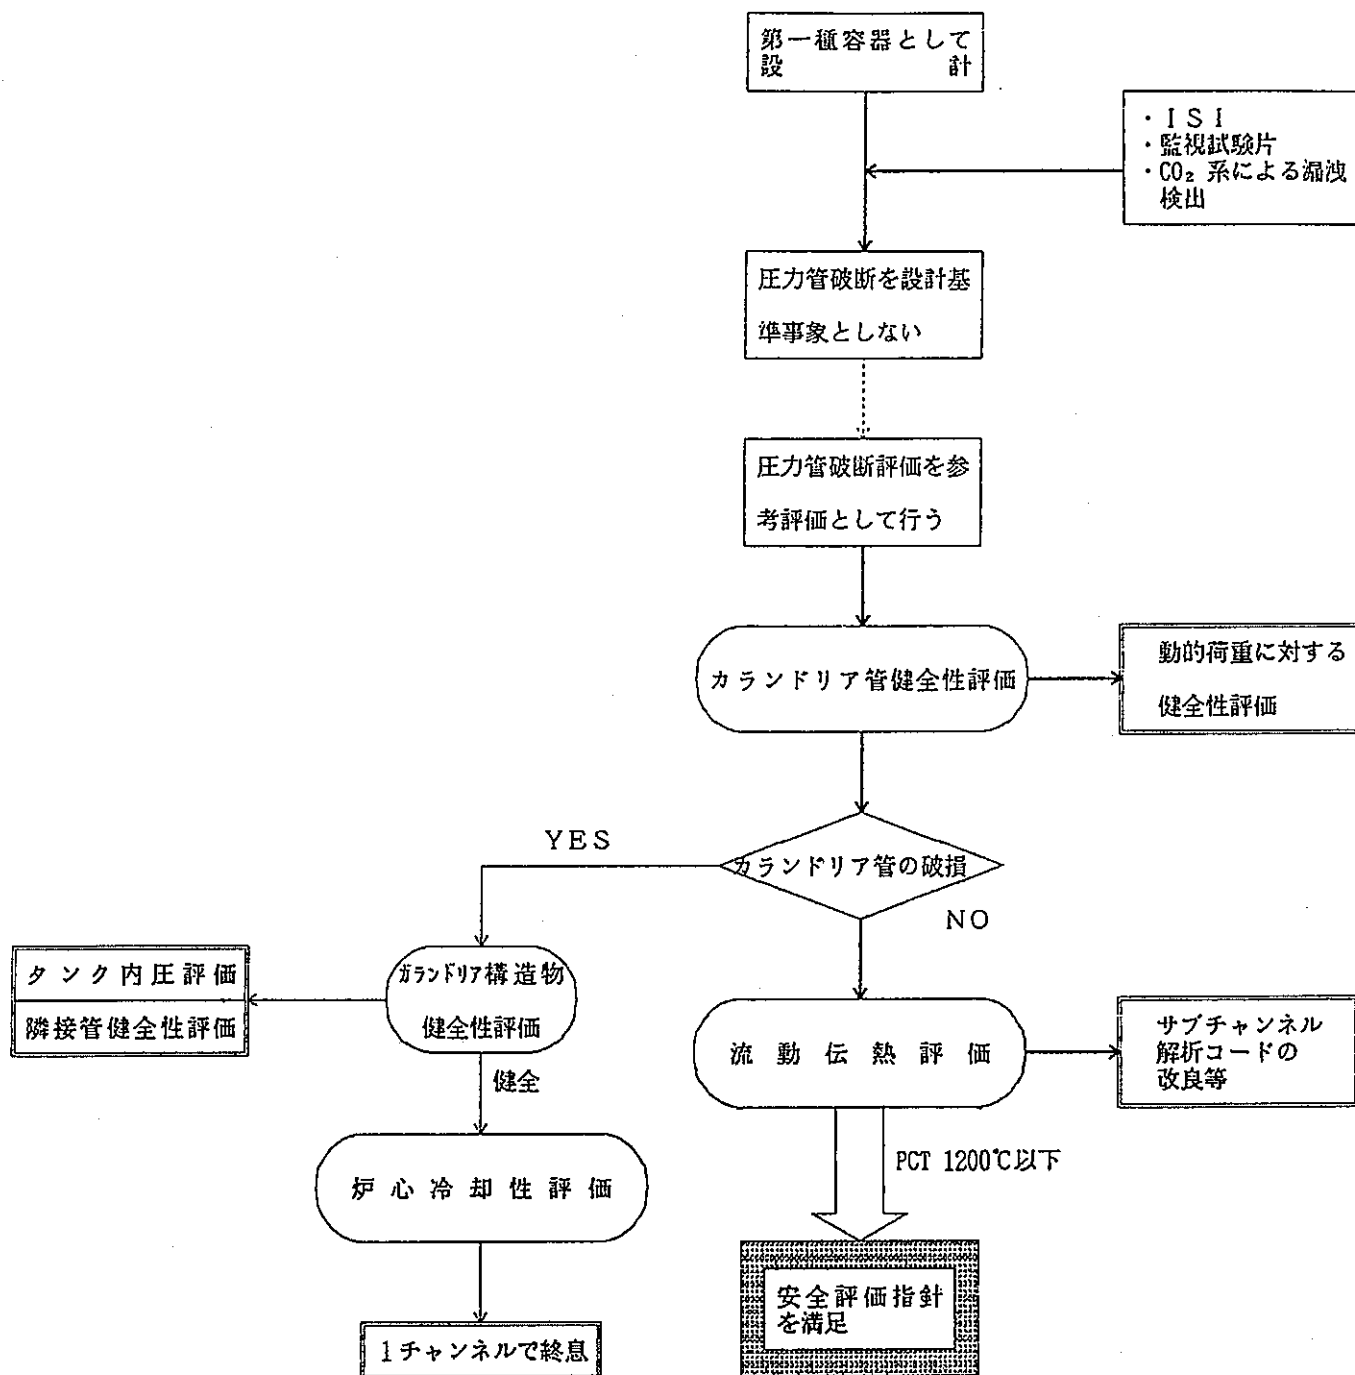 第一種容器として
設計
・ISI
・監視試験片
・CO₂ 系による漏洩
検出
圧力管破断を設計基
準事象としない
圧力管破断評価を参
考評価として行う
カランドリア管健全性評価
動的荷重に対する
健全性評価
YES
カランドリア管の破損
NO
タンク内圧評価
隣接管健全性評価
ガランドリア構造物
健全性評価
健全
流動伝熱評価
サブチャンネル
解析コードの
改良等
PCT 1200℃以下
炉心冷却性評価
安全評価指針
を満足
1チャンネルで終息